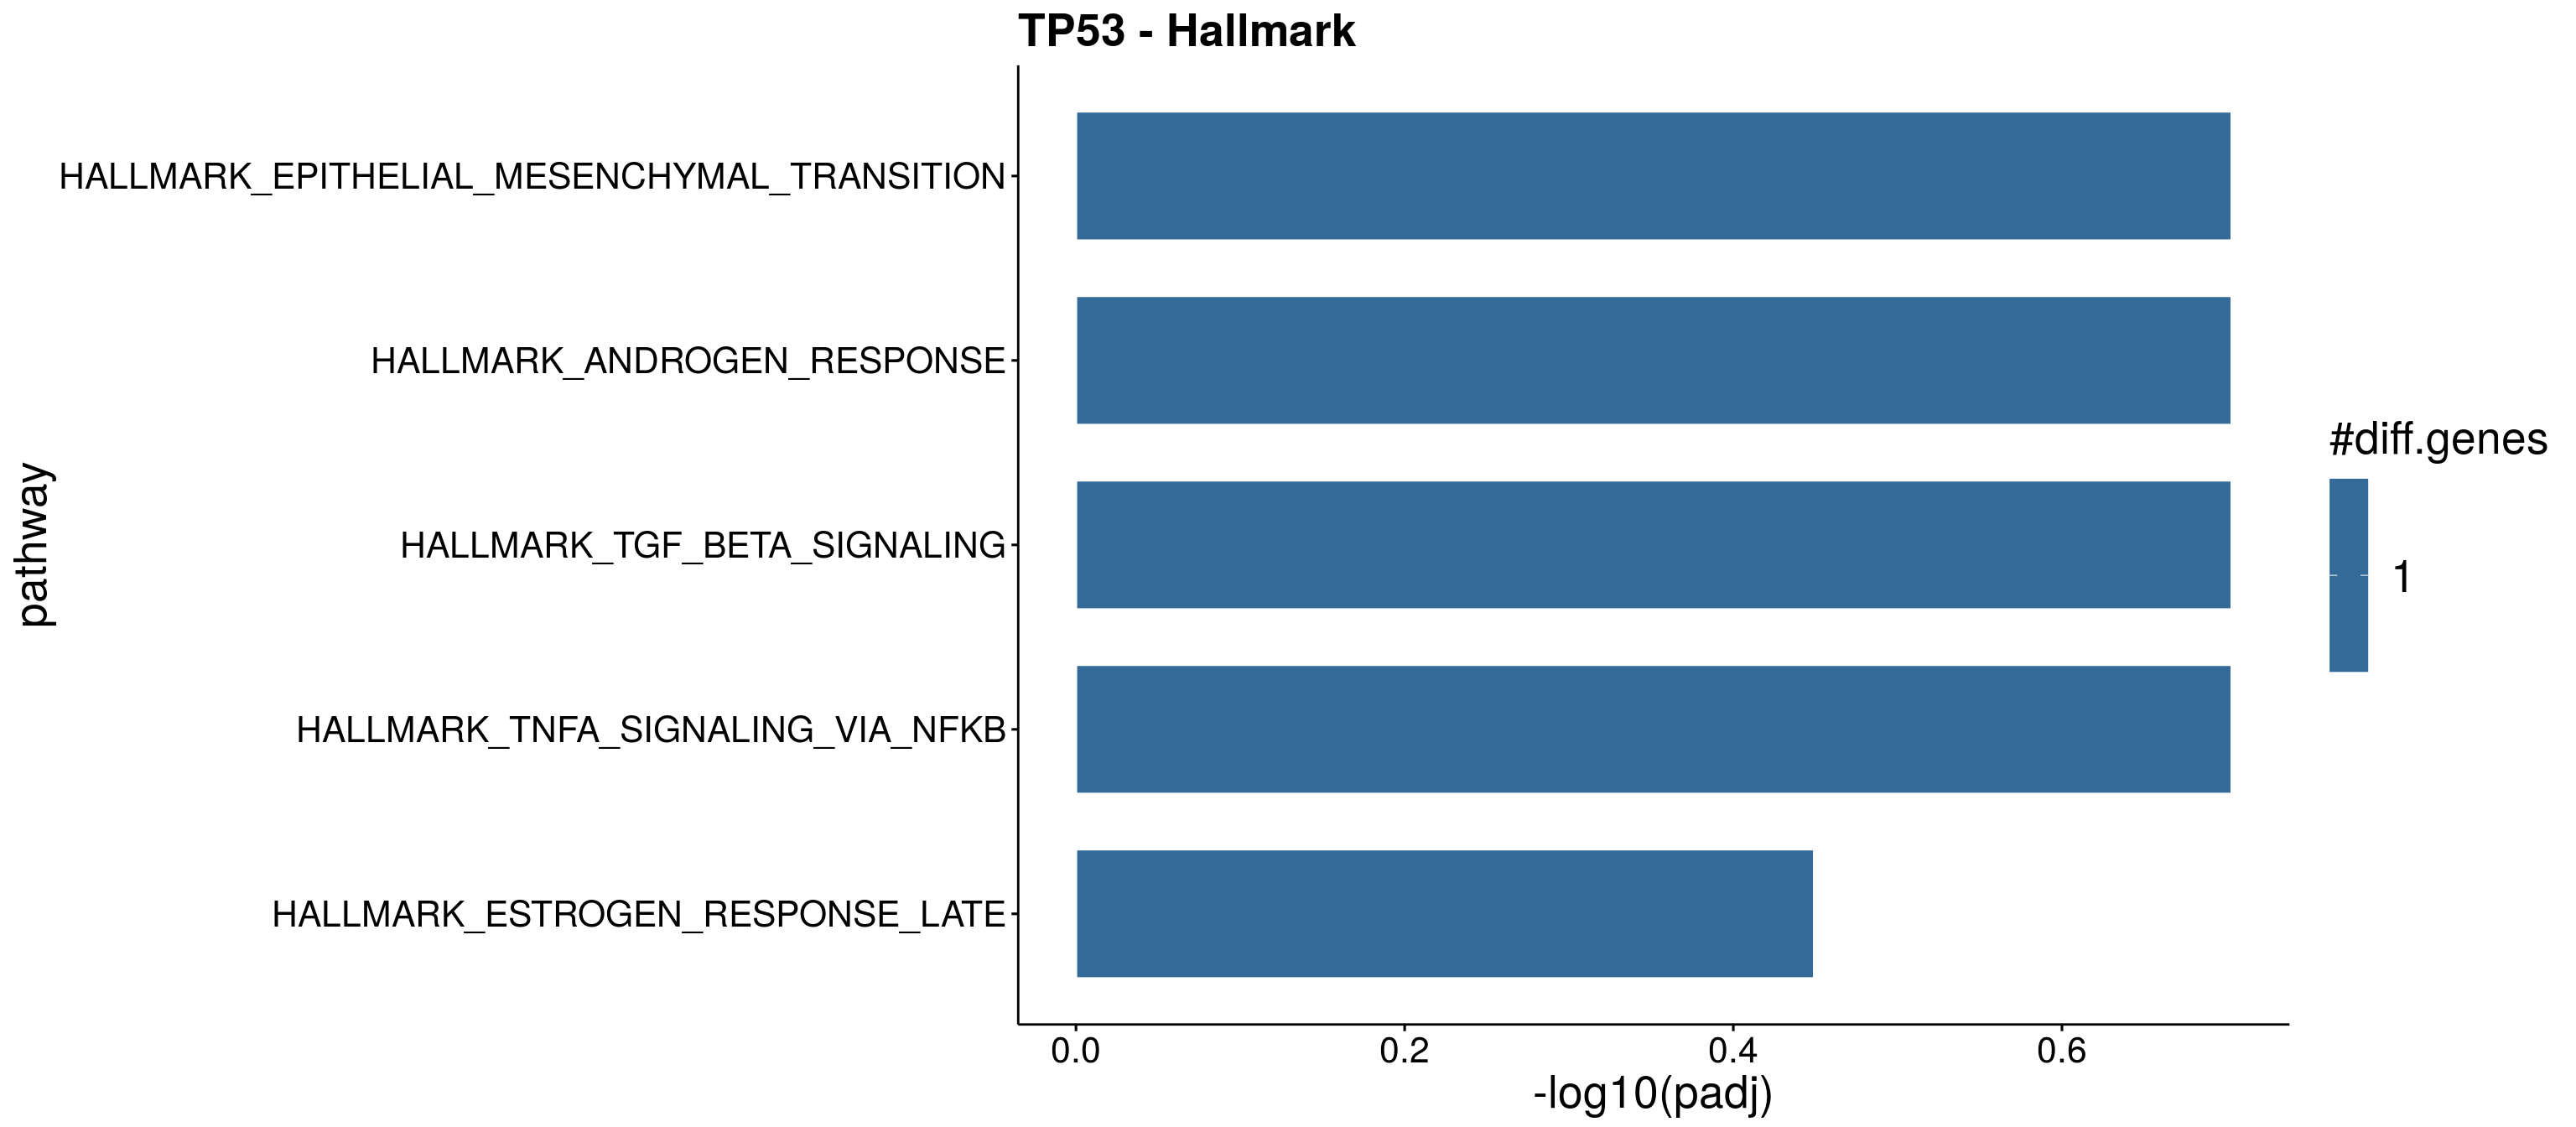 TP53 - Hallmark
pathway
HALLMARK_EPITHELIAL_MESENCHYMAL_TRANSITION
HALLMARK_ANDROGEN_RESPONSE
HALLMARK_TGF_BETA_SIGNALING
HALLMARK_TNFA_SIGNALING_VIA_NFKB
HALLMARK_ESTROGEN_RESPONSE_LATE
0.0 0.2 0.4 0.6
-log10(padj)
#diff.genes
1